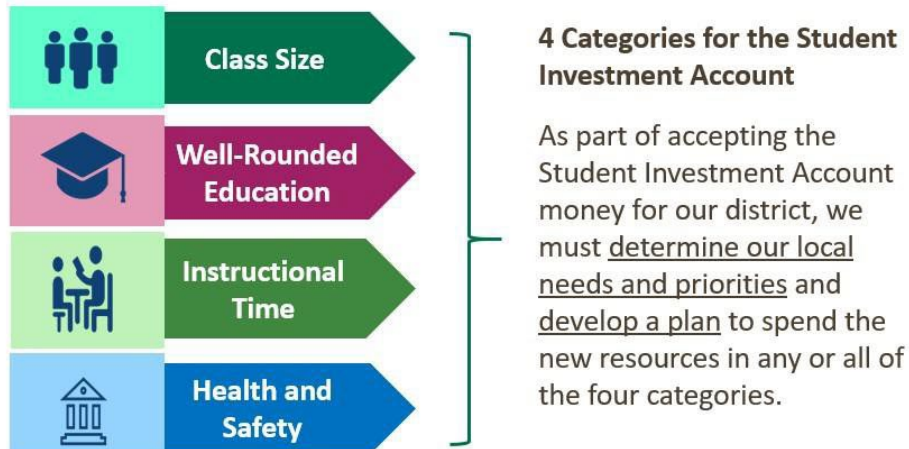 Class Size
Well-Rounded
Education
Instructional
Time
Health and
Safety
4 Categories for the Student
Investment Account
As part of accepting the
Student Investment Account
money for our district, we
must determine our local
needs and priorities and
develop a plan to spend the
new resources in any or all of
the four categories.